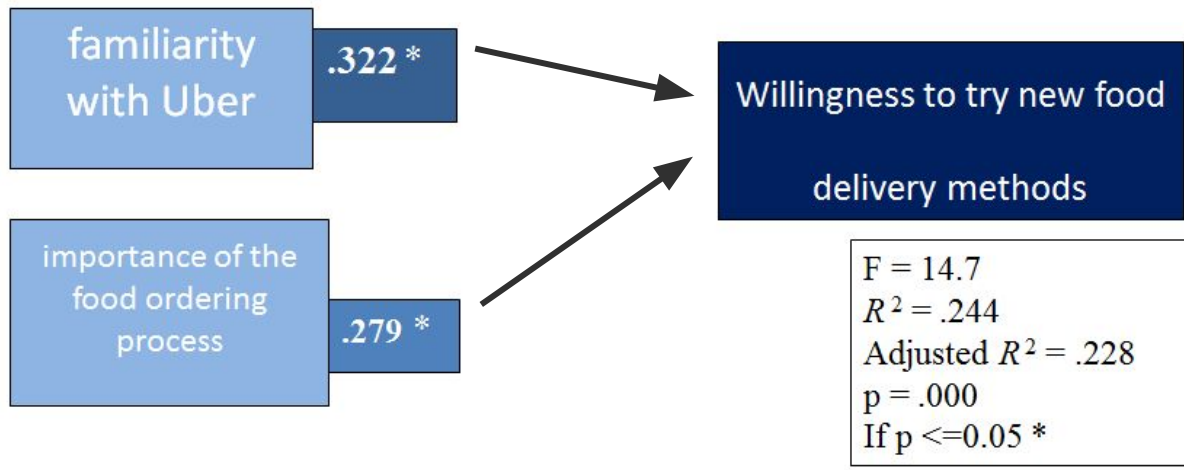 familiarity
with Uber
.322 *
importance of the
food ordering
process
.279 *
Willingness to try new food
delivery methods
F = 14.7
R² = .244
Adjusted R² = .228
p = .000
If p <=0.05 *